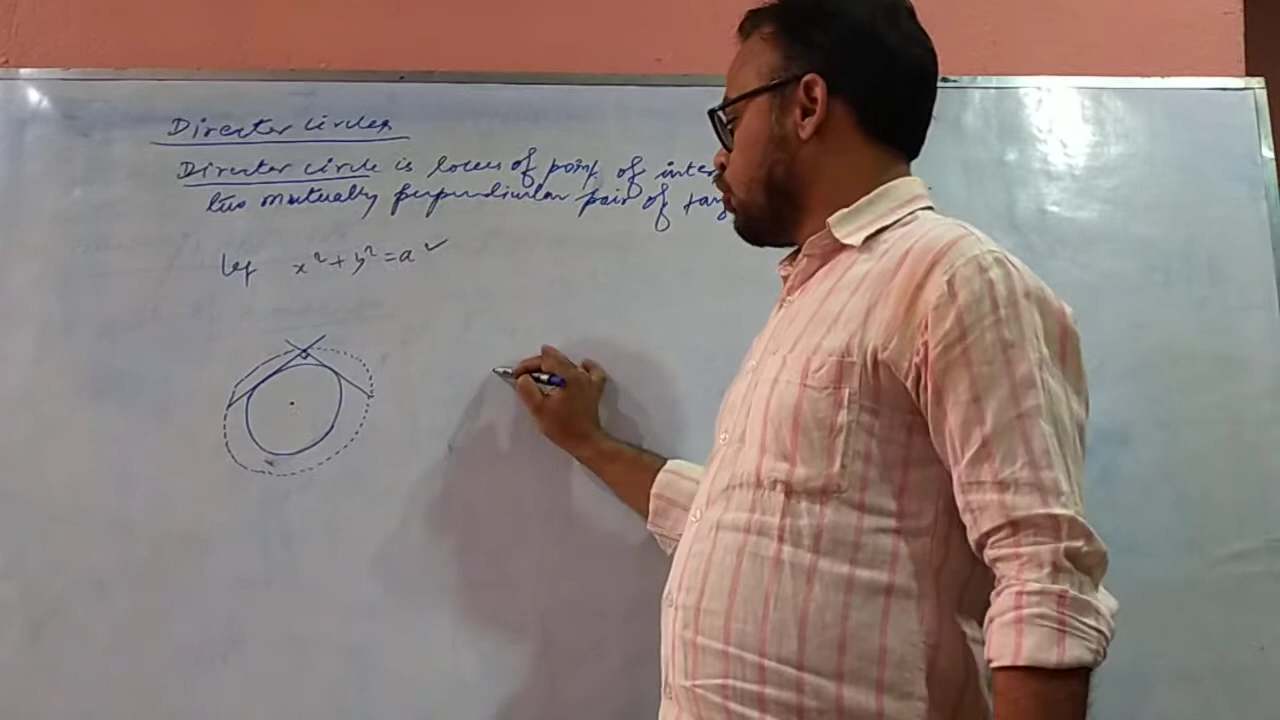 Director Circles
Director circle is locus of point of inter
two mutually perpendicular pair of tan
let x²+y²=a²